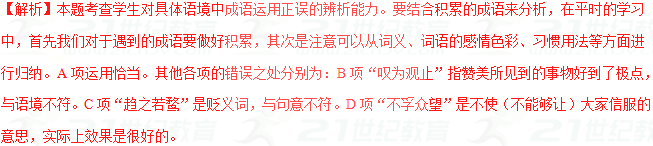 【解析】本题考查学生对具体语境中成语运用正误的辨析能力。要结合积累的成语来分析，在平时的学习
中，首先我们对于遇到的成语要做好积累，其次是注意可以从词义、词语的感情色彩、习惯用法等方面进
行归纳。A 项运用恰当。其他各项的错误之处分别为：B 项“叹为观止”指赞美所见到的事物好到了极点，
与语境不符。C 项“趋之若鹜”是贬义词，与句意不符。D 项“不孚众望”是不使（不能够让）大家信服的
意思，实际上效果是很好的。
21世纪教育